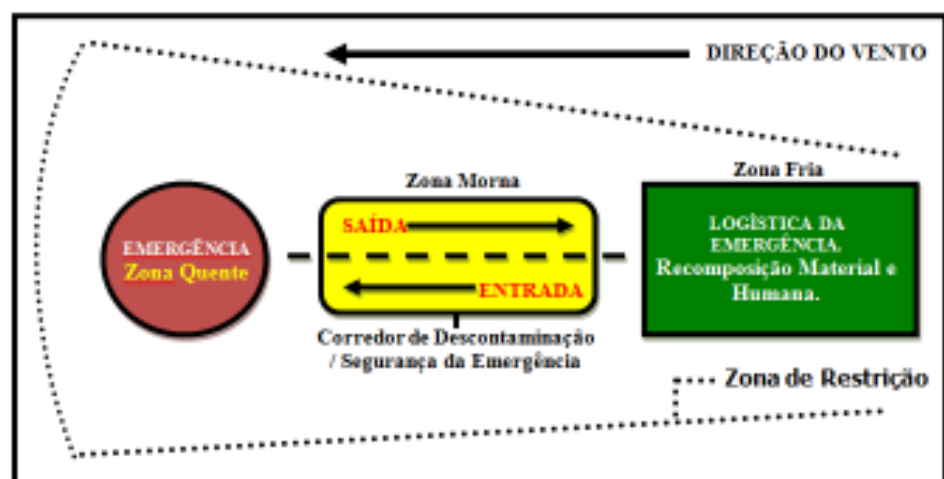 DIREÇÃO DO VENTO
Zona Morna
Zona Fria
EMERGÊNCIA
Zona Quente
SAÍDA
ENTRADA
LOGÍSTICA DA
EMERGÊNCIA.
Recomposição Material e
Humana.
Corredor de Descontaminação
/ Segurança da Emergência
Zona de Restrição